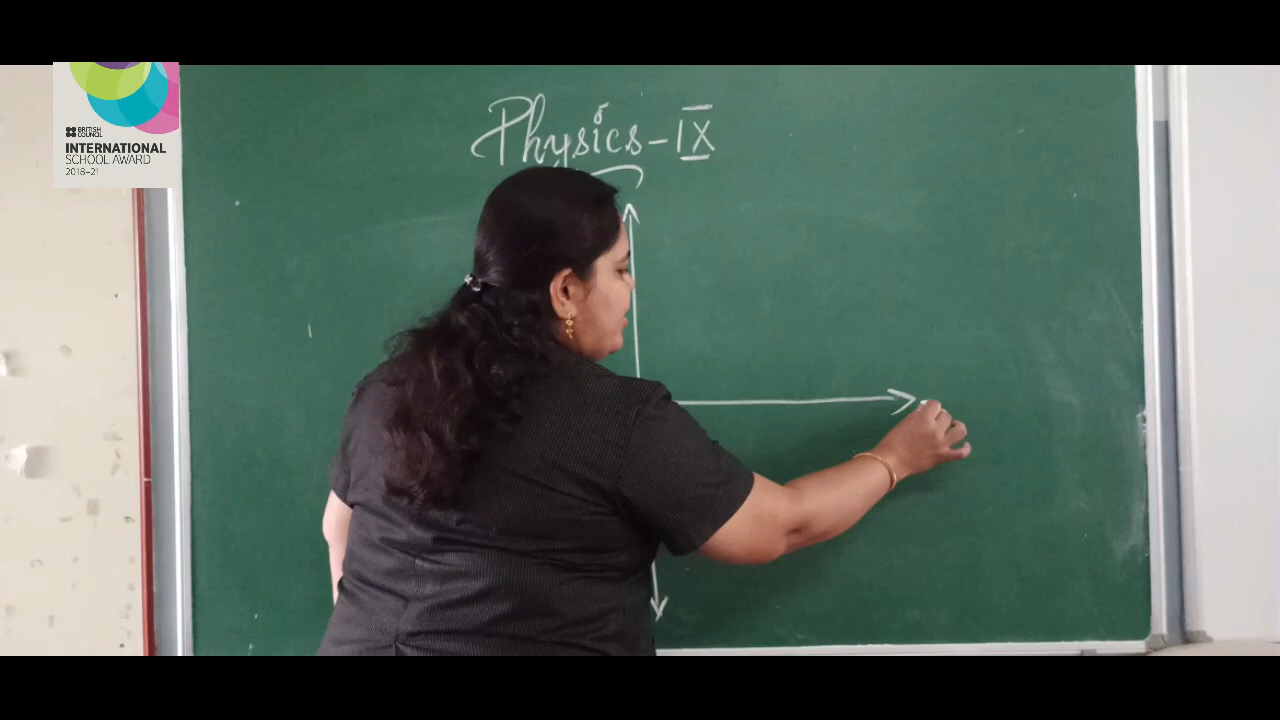 Physics-IX
BRITISH
COUNCIL
INTERNATIONAL
SCHOOL AWARD
2018-21